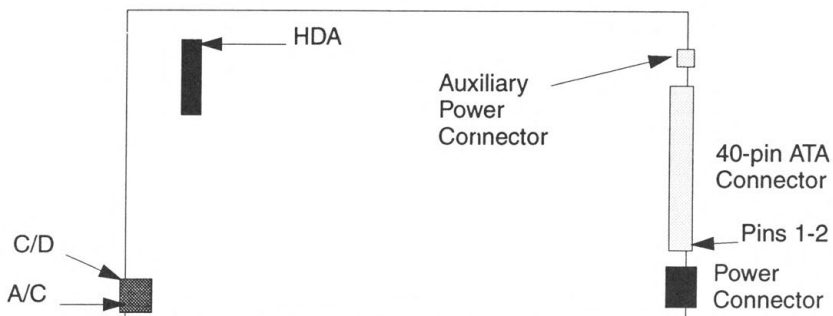 HDA
Auxiliary
Power
Connector
40-pin ATA
Connector
Pins 1-2
Power
Connector
C/D
A/C